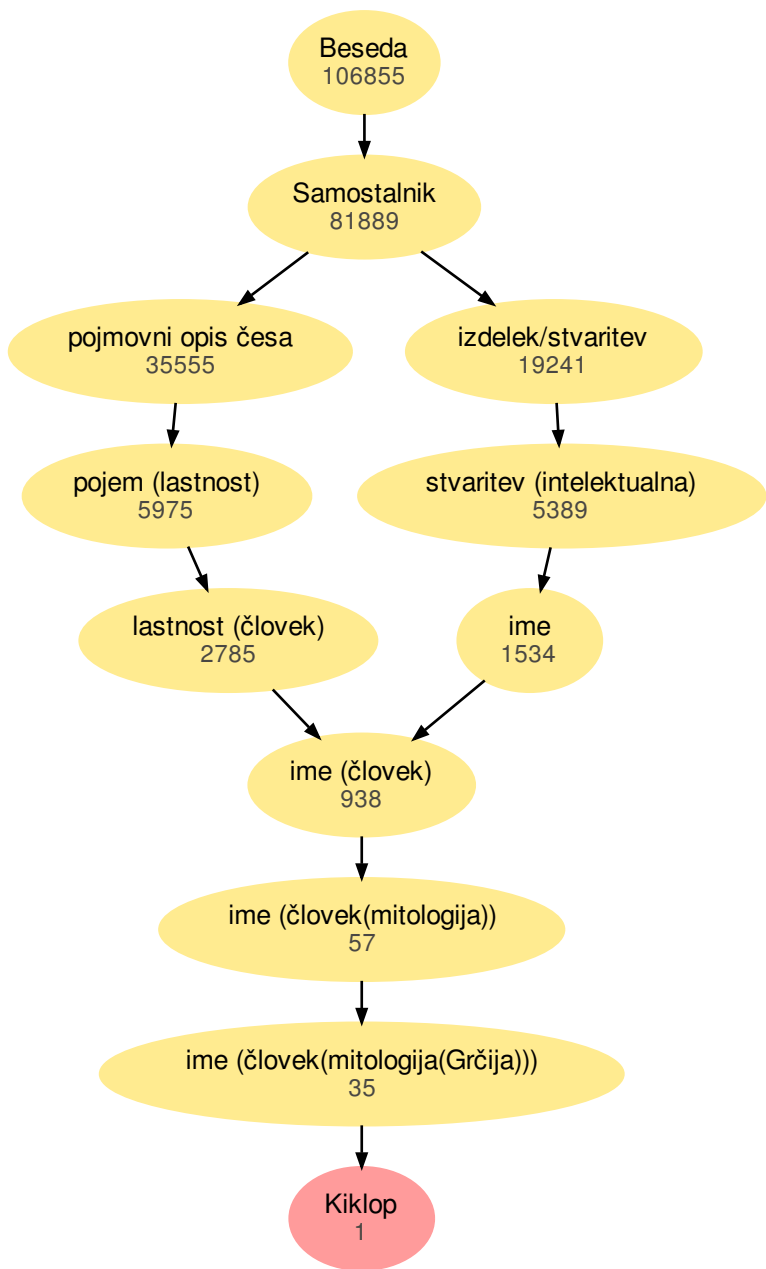 Beseda
106855
Samostalnik
81889
pojmovni opis česa
35555
izdelek/stvaritev
19241
pojem (lastnost)
5975
stvaritev (intelektualna)
5389
lastnost (človek)
2785
ime
1534
ime (človek)
938
ime (človek(mitologija))
57
ime (človek(mitologija(Grčija)))
35
Kiklop
1